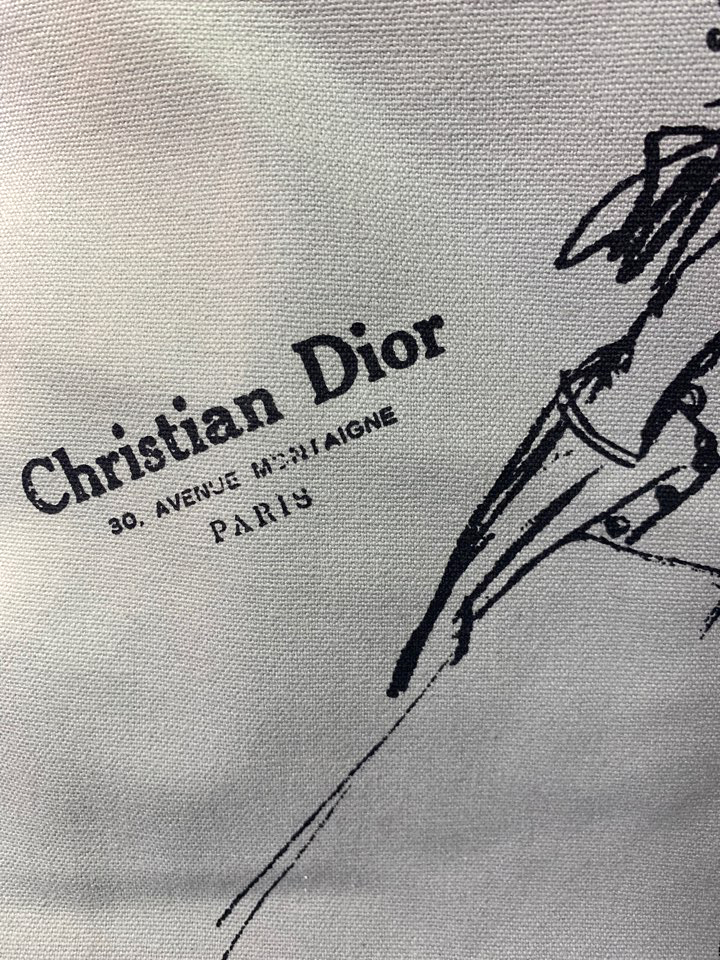 Christian Dior
30, AVENUE MONTAIGNE
PARIS